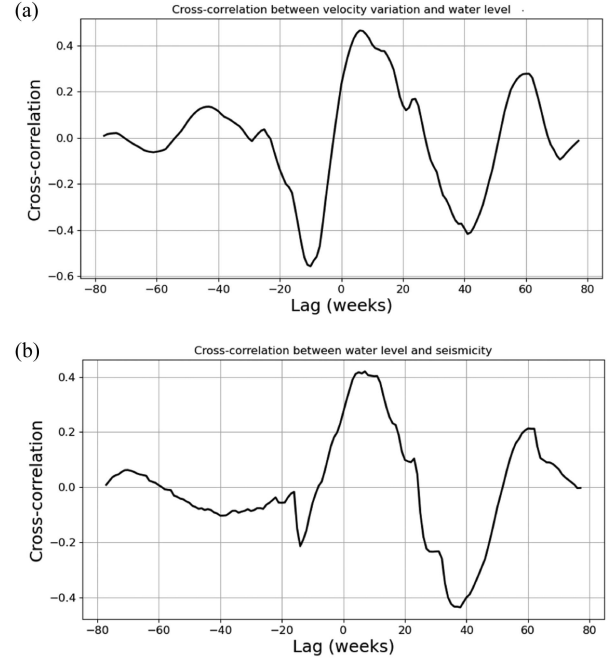 (a)
Cross-correlation between velocity variation and water level
Cross-correlation
0.4
0.2
0.0
−0.2
−0.4
−0.6
−80 −60 −40 −20 0 20 40 60 80
Lag (weeks)
(b)
Cross-correlation between water level and seismicity
Cross-correlation
0.4
0.2
0.0
−0.2
−0.4
−80 −60 −40 −20 0 20 40 60 80
Lag (weeks)